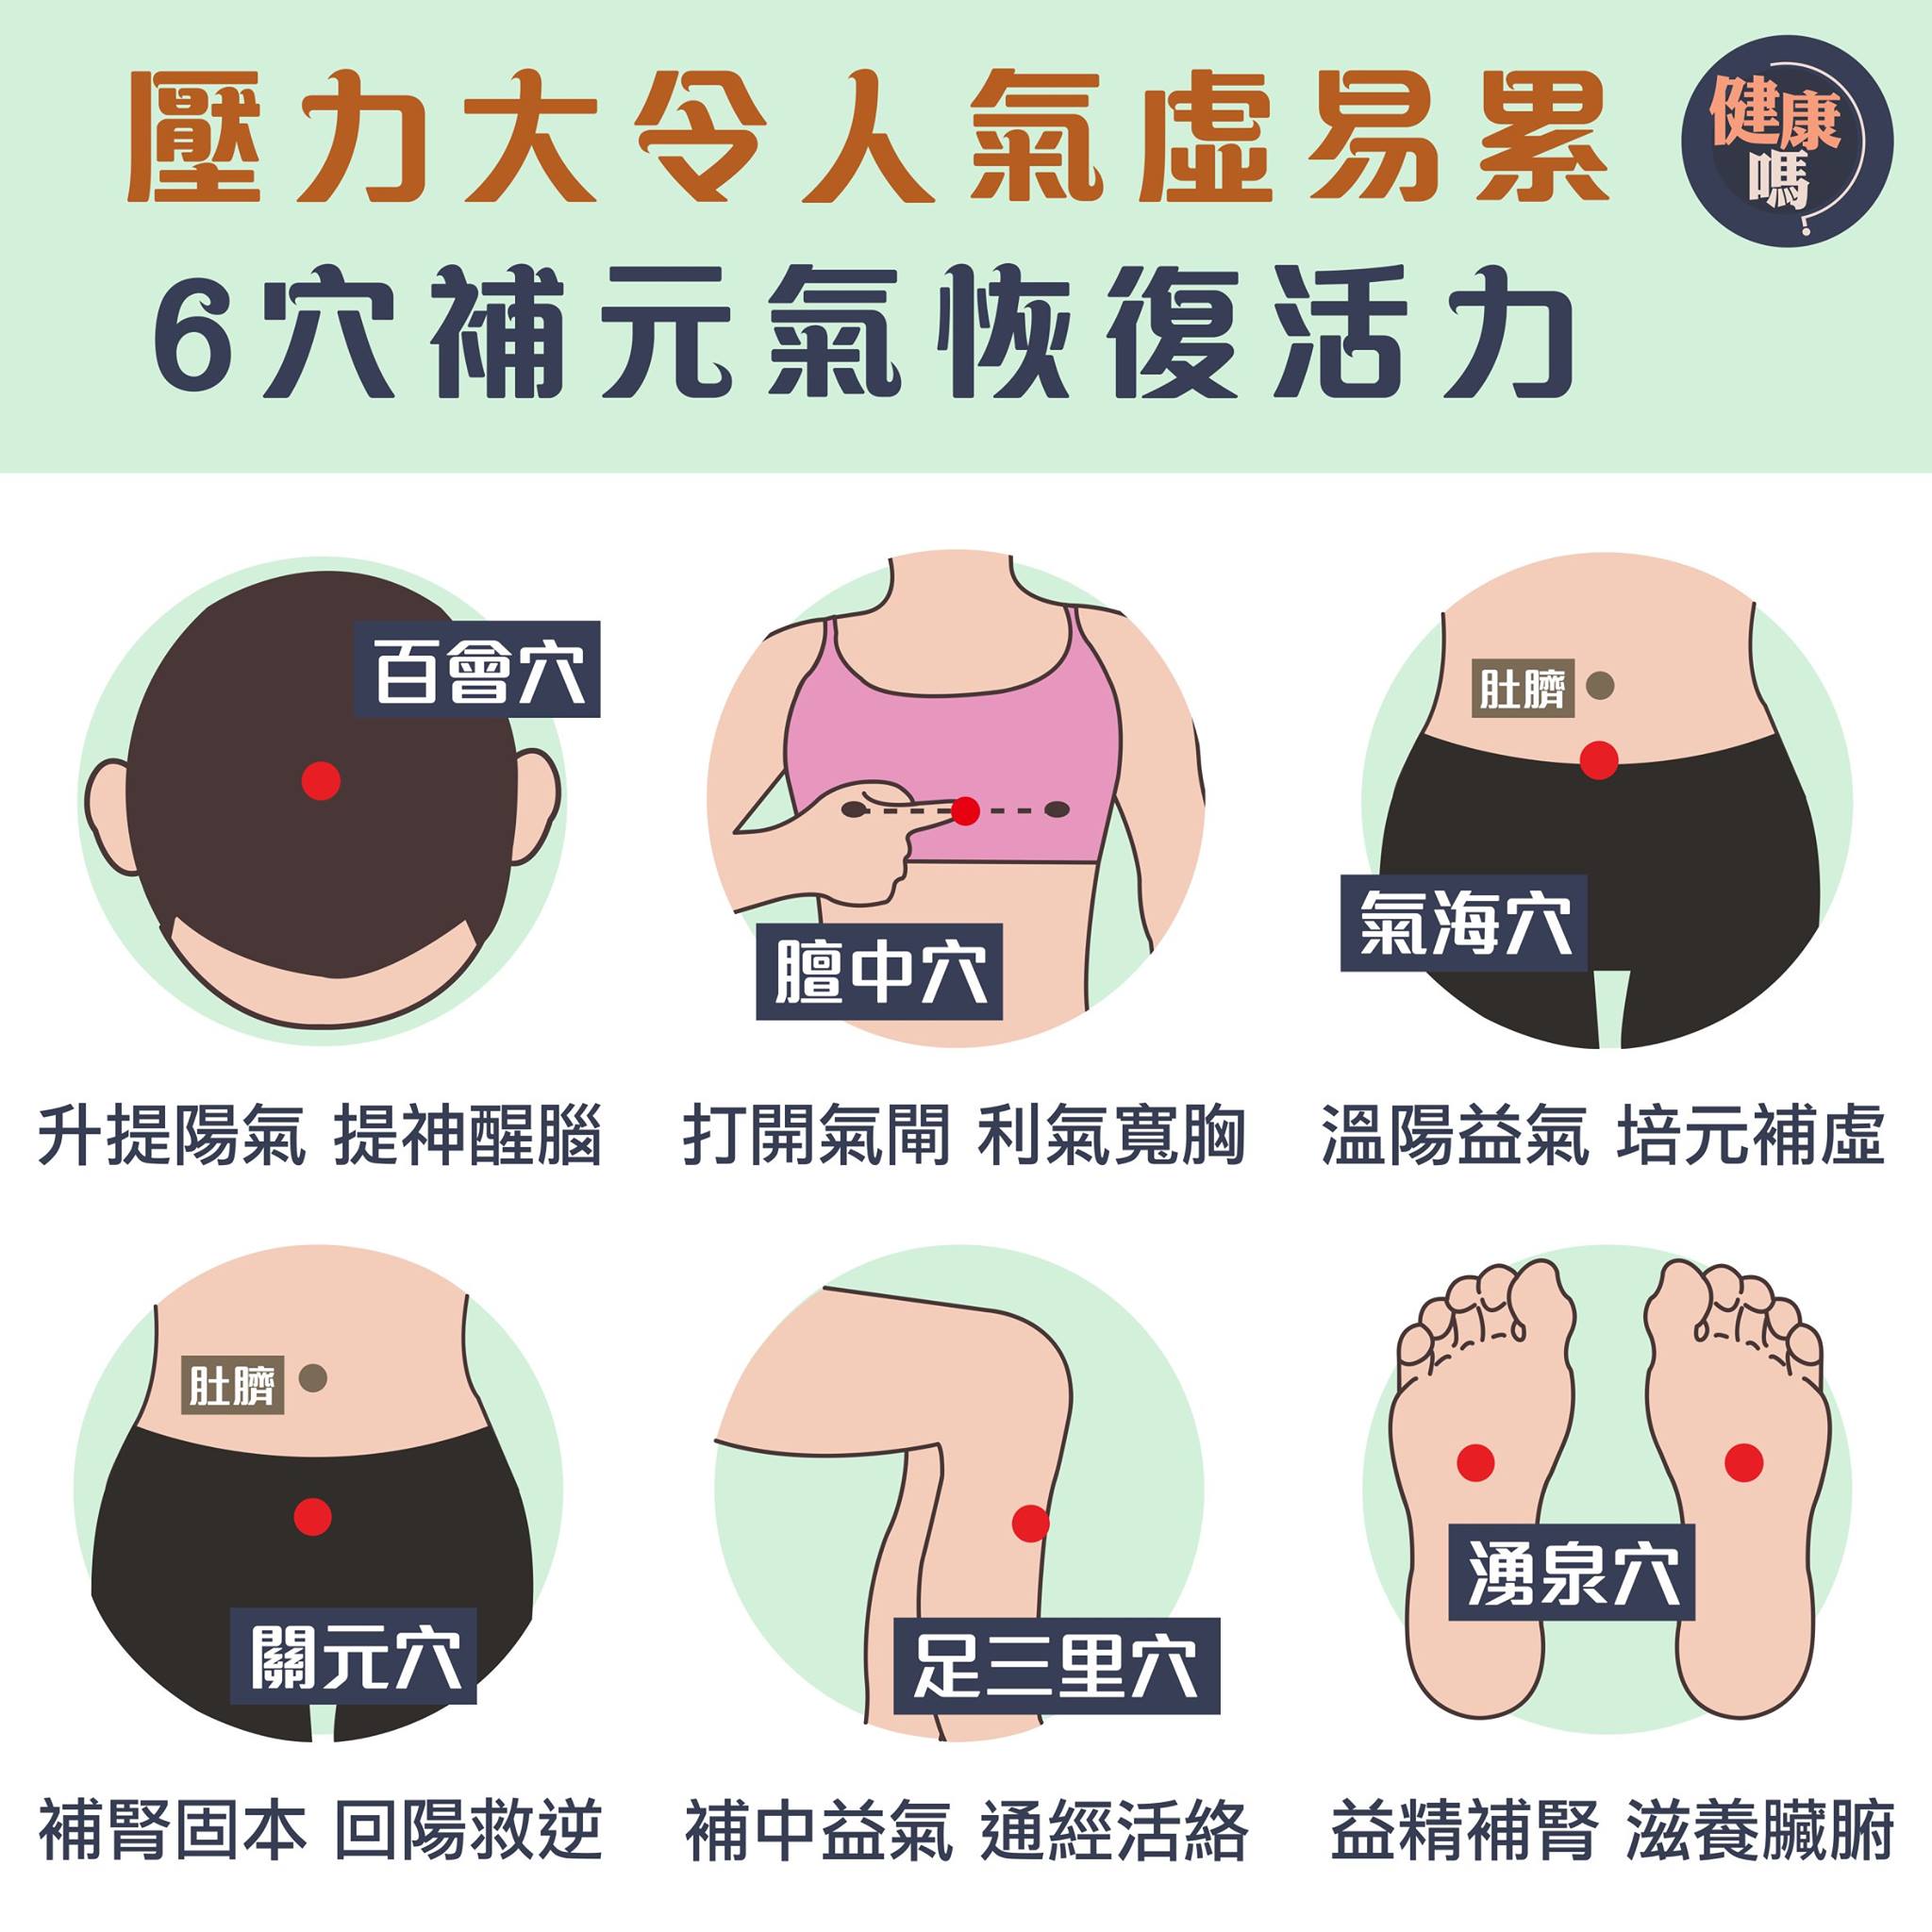 壓力大令人氣虛易累
健康
嗎?
6穴補元氣恢復活力
百會穴
升提陽氣 提神醒腦
膻中穴
打開氣閘 利氣寬胸
肚臍
氣海穴
溫陽益氣 培元補虛
肚臍
關元穴
補腎固本 回陽救逆
足三里穴
補中益氣 通經活絡
湧泉穴
益精補腎 滋養臟腑